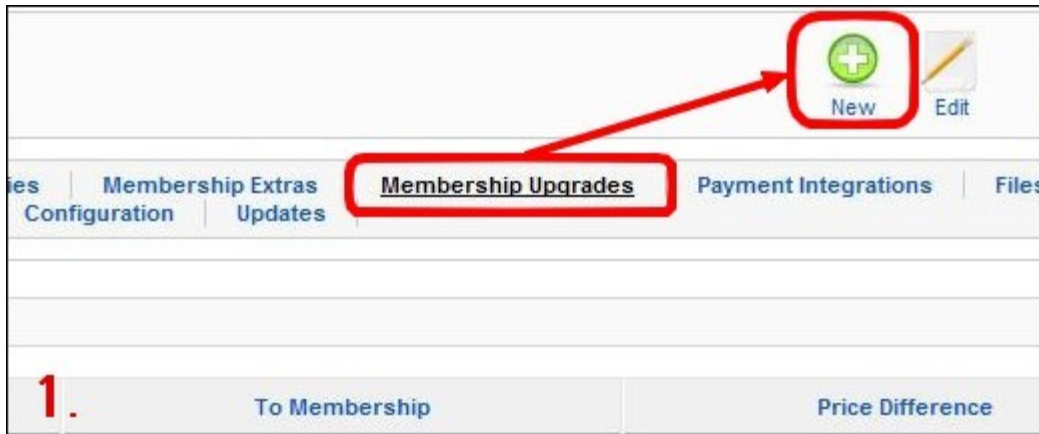 New Edit
ies Membership Extras Membership Upgrades Payment Integrations Files
Configuration Updates
1. To Membership Price Difference